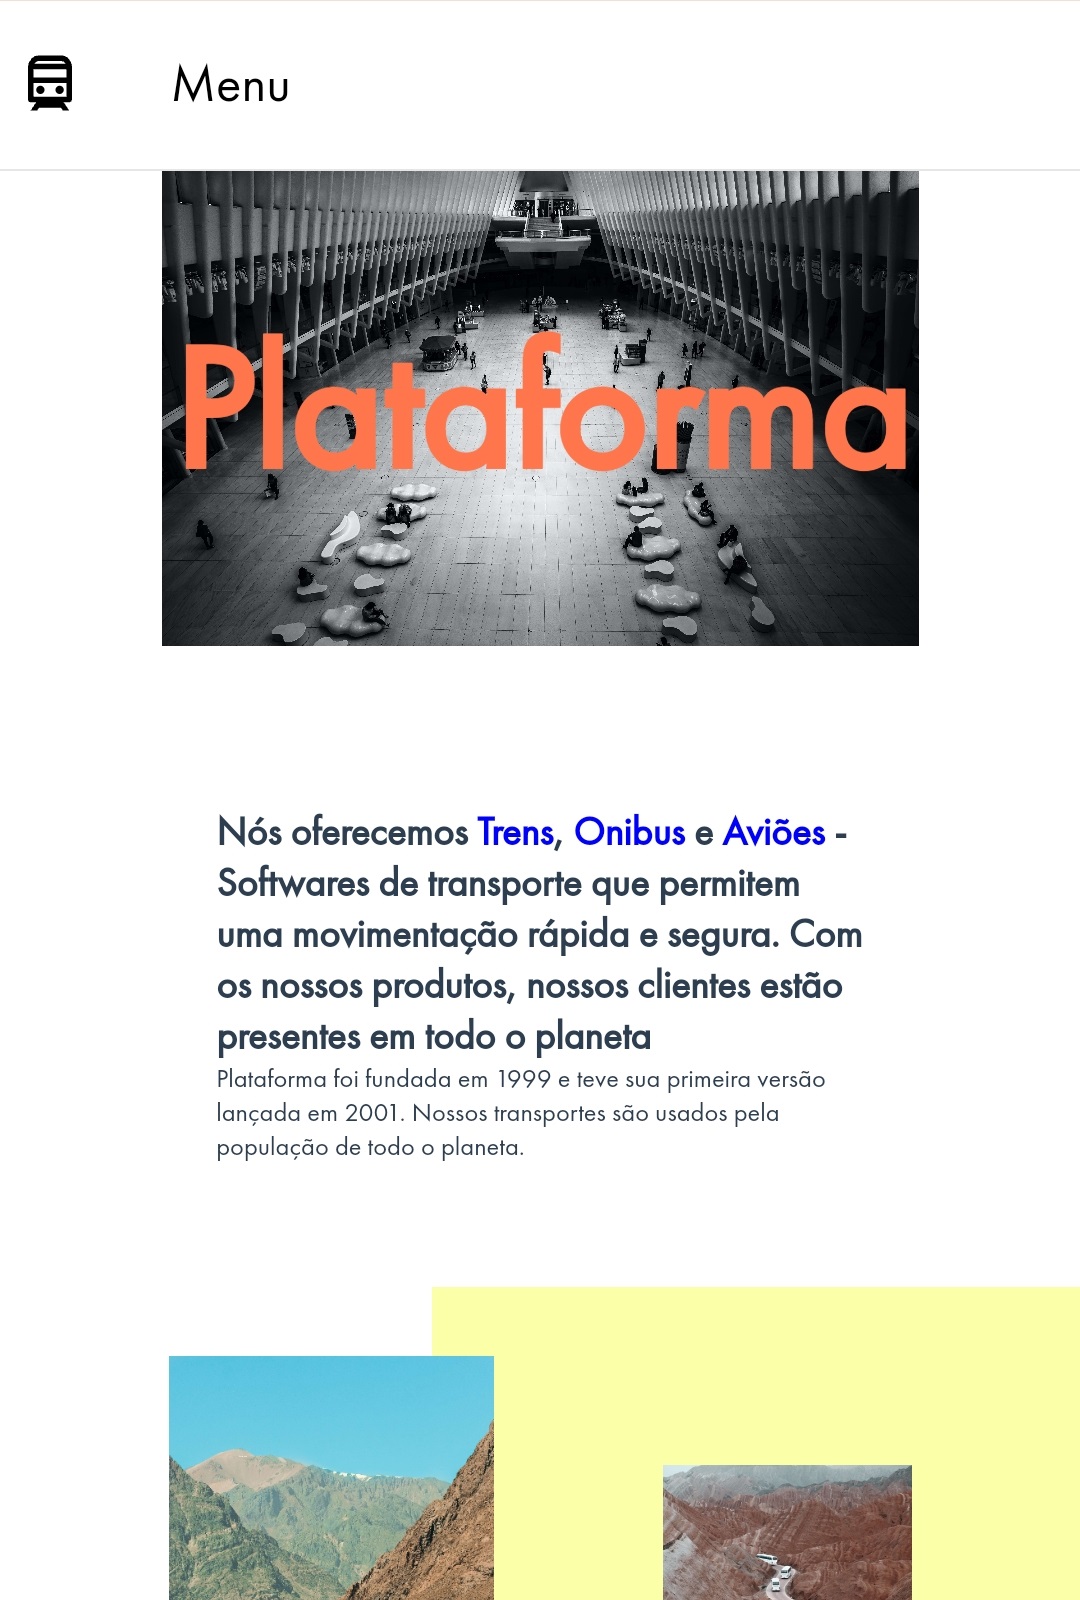 Menu
Plataforma
Nós oferecemos Trens, Onibus e Aviões -
Softwares de transporte que permitem
uma movimentação rápida e segura. Com
os nossos produtos, nossos clientes estão
presentes em todo o planeta
Plataforma foi fundada em 1999 e teve sua primeira versão
lançada em 2001. Nossos transportes são usados pela
população de todo o planeta.